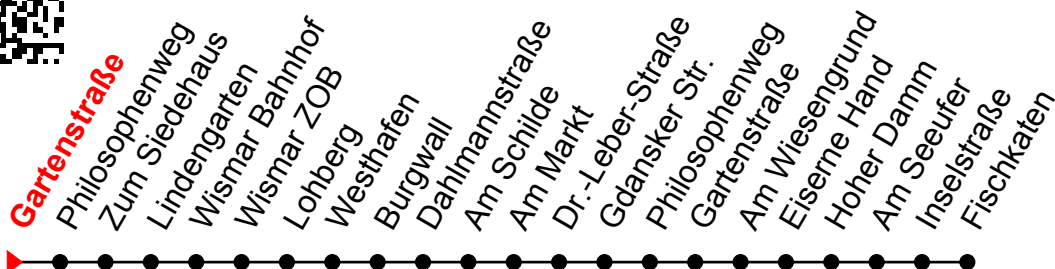 Gartenstraße
Philosophenweg
Zum Siedehaus
Lindengarten
Wismar Bahnhof
Wismar ZOB
Lohberg
Westhafen
Burgwall
Dahlmannstraße
Am Schilde
Am Markt
Dr.-Leber-Straße
Gdansker Str.
Philosophenweg
Gartenstraße
Am Wiesengrund
Eiserne Hand
Hoher Damm
Am Seeufer
Inselstraße
Fischkaten